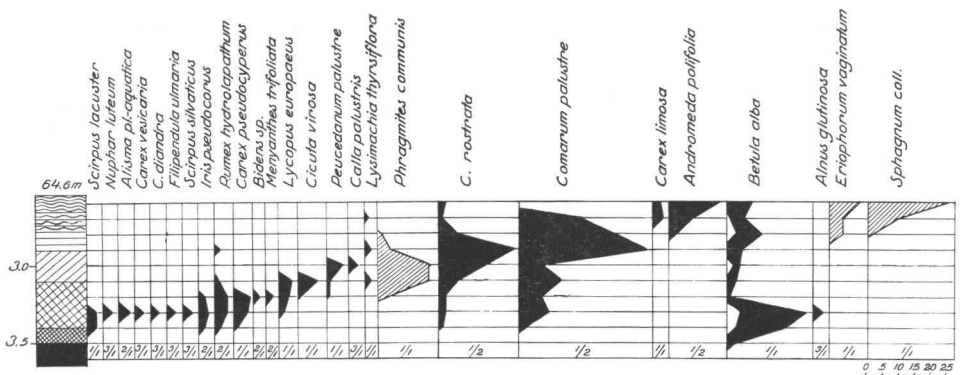 64.6m
Scirpus lacuster
Nuphar luteum
Alisma pl-aquatica
Carex vesicaria
C. diandra
Filipendula ulmaria
Scirpus silvaticus
Iris pseudocorus
Rumex hydrolapathum
Carex pseudocyperus
Bidens sp.
Menyanthes trifoliata
Lycopus europaeus
Cicula virosa
Peucedanum palustre
Calla palustris
Lysimachia thyrsiflora
Phragmites communis
C. rostrata
Comarum palustre
Carex limosa
Andromeda polifolia
Betula alba
Alnus glutinosa
Eriophorum vaginatum
Sphagnum coll.
3.0
3.5
1/1 3/1 2/1 3/1 3/1 3/1 3/1 2/1 2/1 1/1 2/1 2/1 1/1 1/1 1/1 3/1 1/1 1/1 1/2 1/2 1/1 1/2 1/1 3/1 1/1 1/1
0 5 10 15 20 25